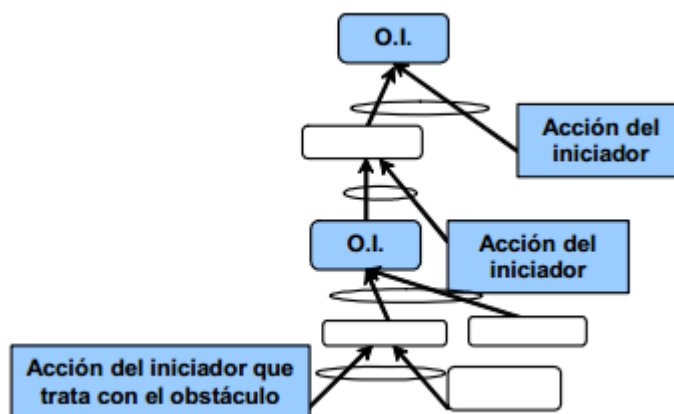 O.I.
Acción del
iniciador
O.I.
Acción del
iniciador
Acción del iniciador que
trata con el obstáculo